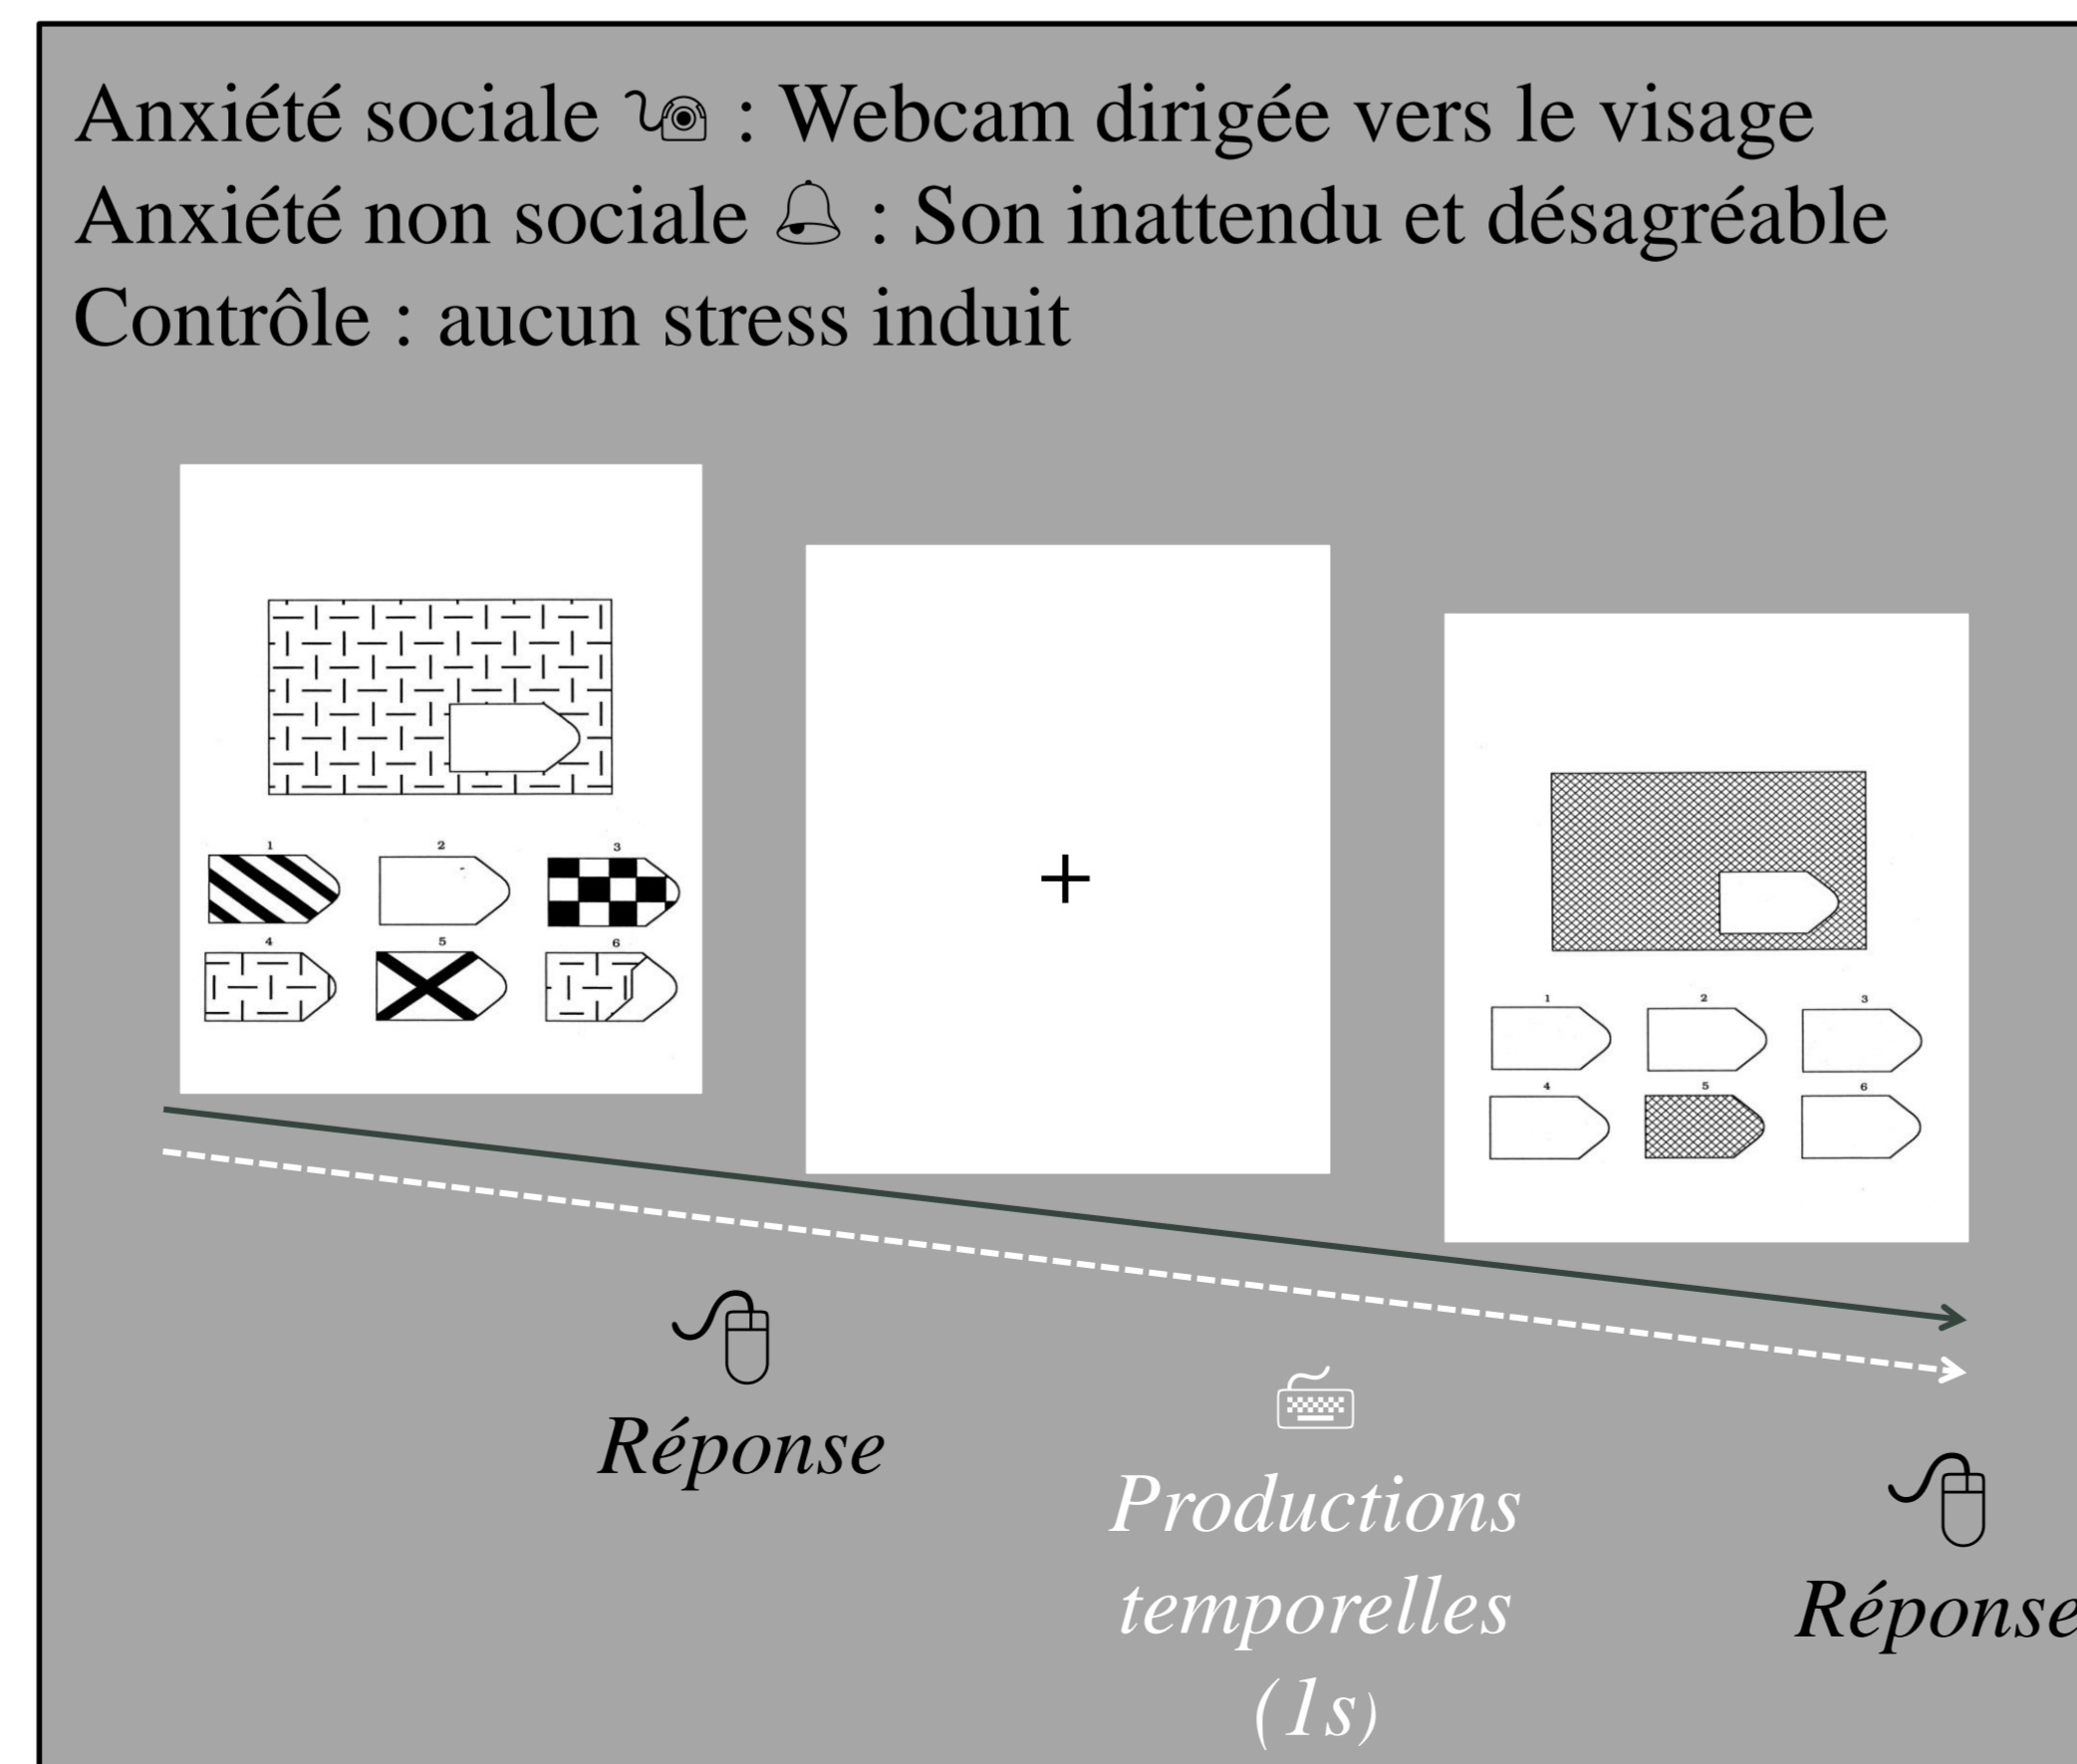 Anxiété sociale : Webcam dirigée vers le visage
Anxiété non sociale : Son inattendu et désagréable
Contrôle : aucun stress induit
1 2 3
4 5 6
+
1 2 3
4 5 6
Réponse
Productions
temporelles
(1s)
Réponse